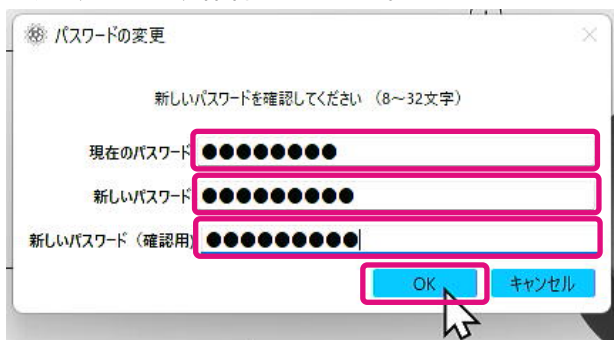 パスワードの変更
新しいパスワードを確認してください （8～32文字）
現在のパスワード ●●●●●●●●
新しいパスワード ●●●●●●●●●
新しいパスワード（確認用) ●●●●●●●●●
OK キャンセル